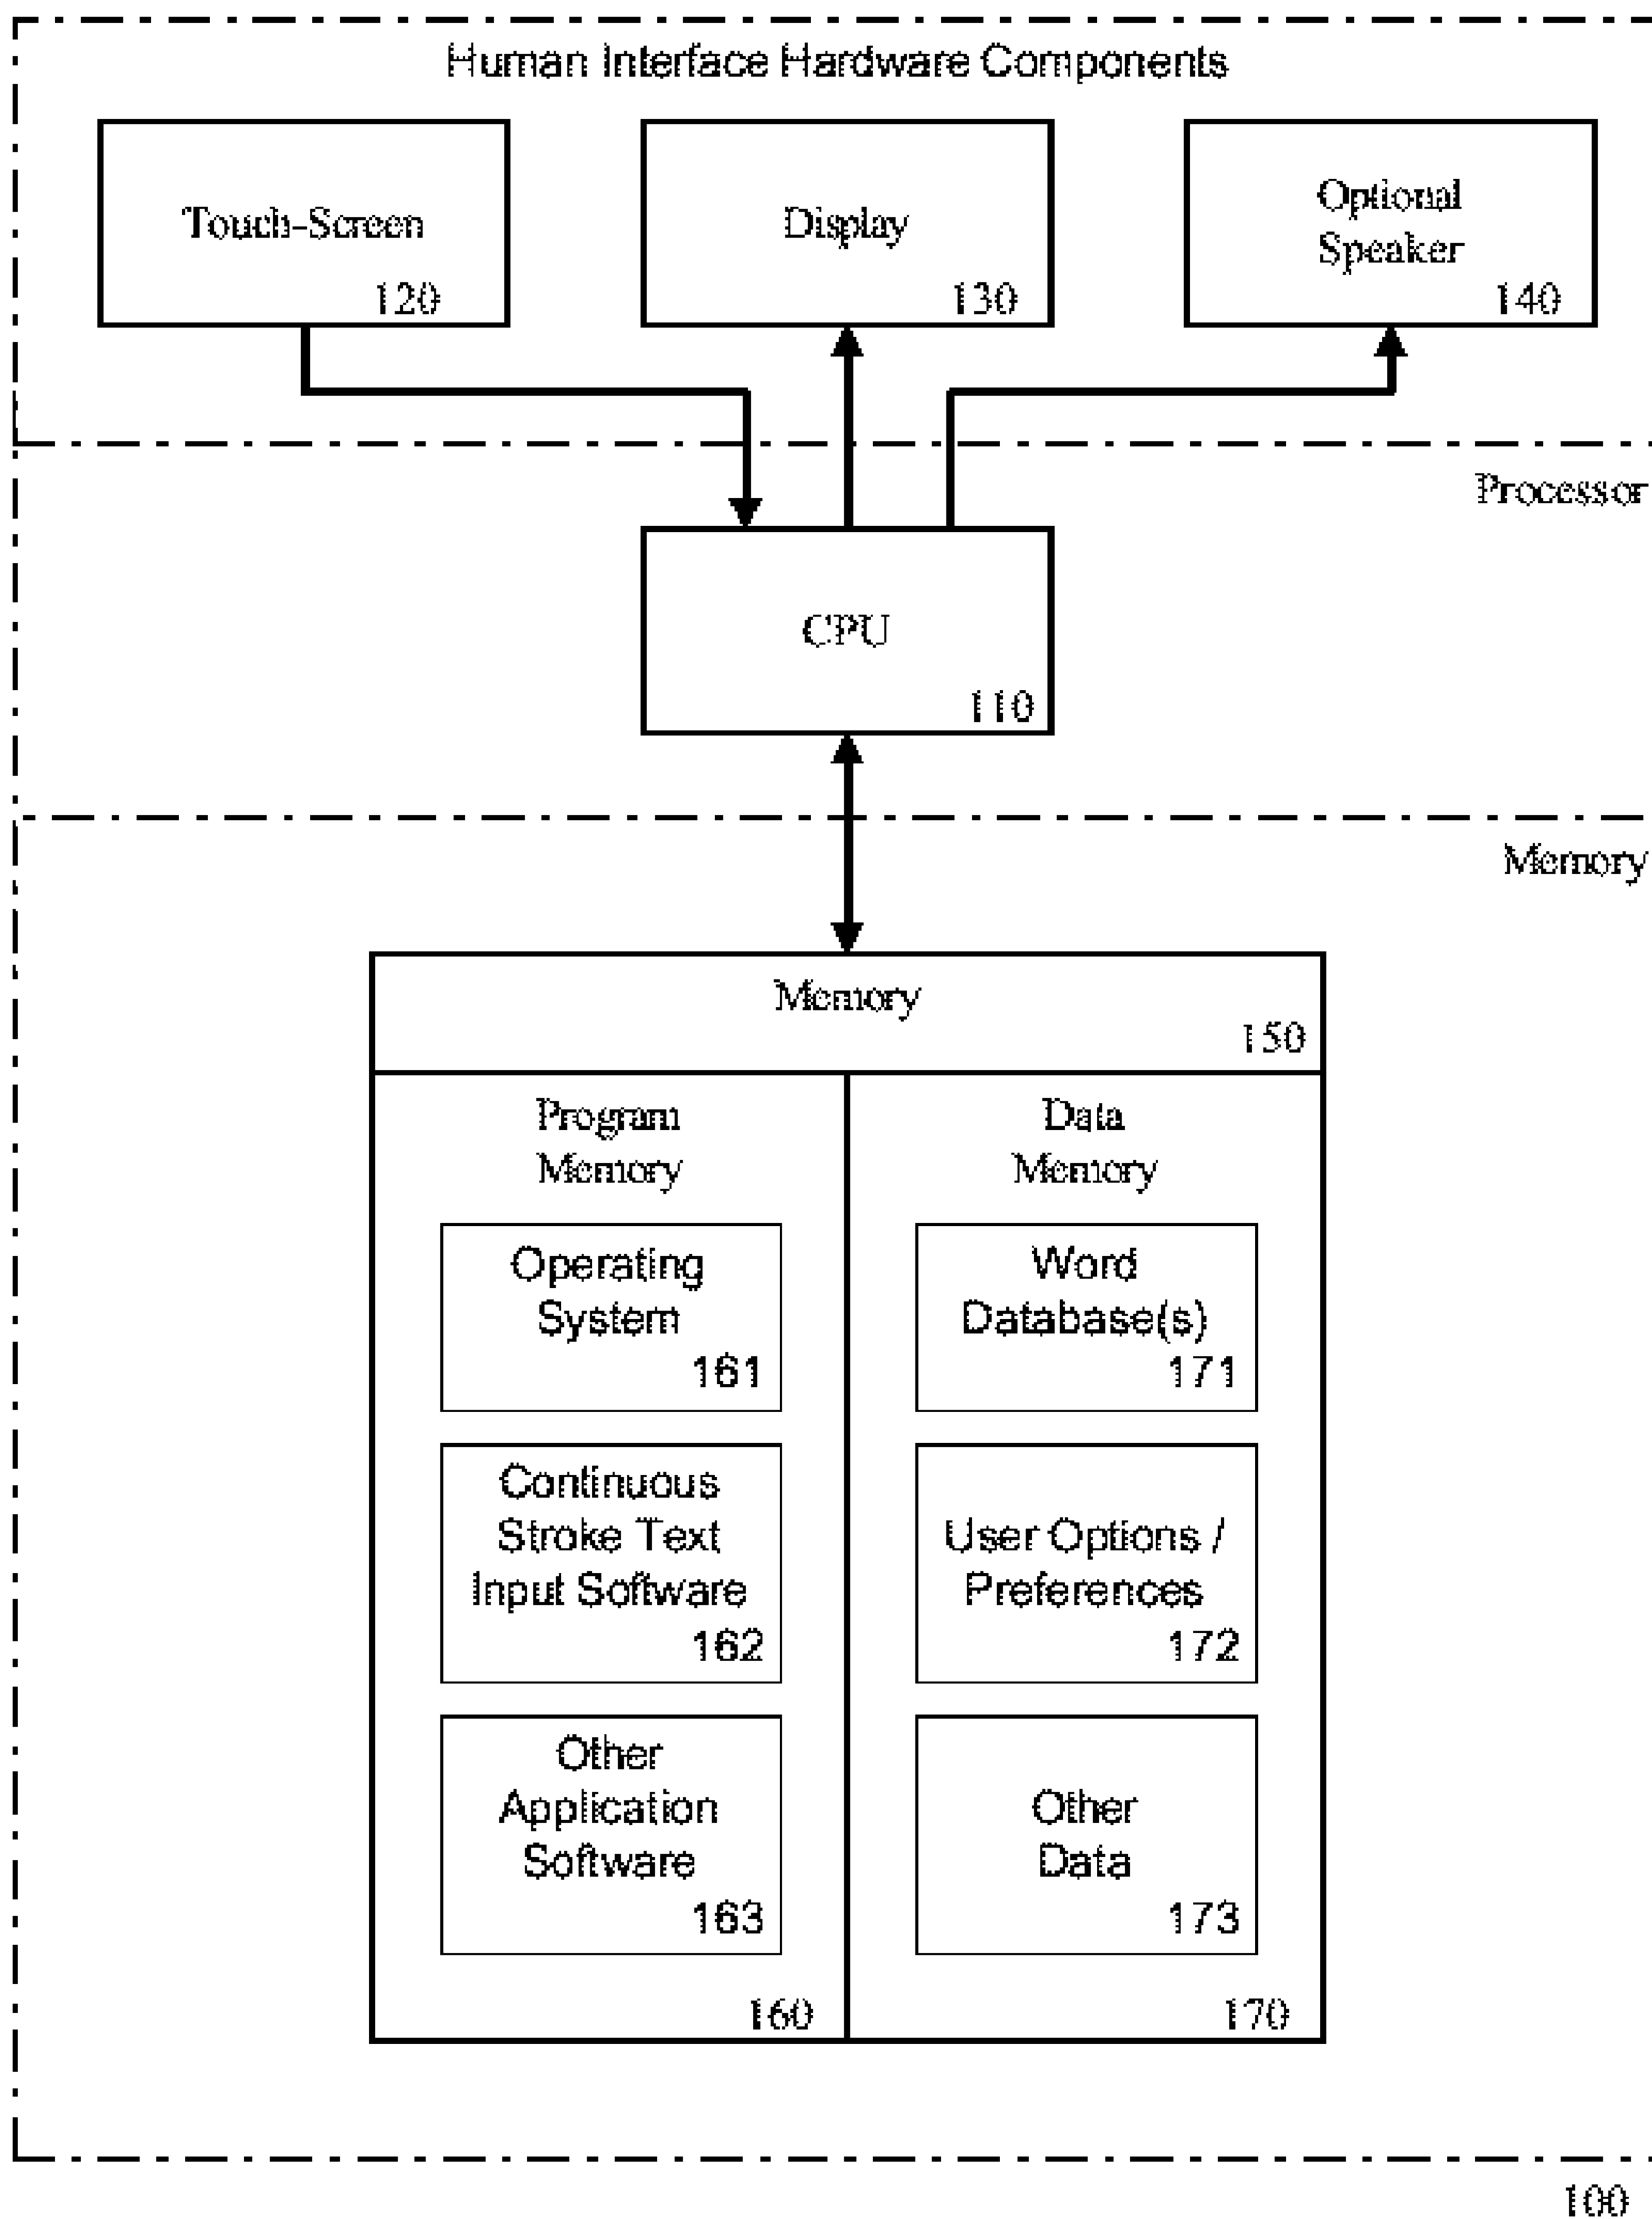 Human Interface Hardware Components
Touch-Screen
120
Display
130
Optional
Speaker
140
Processor
CPU
110
Memory
Memory
150
Program
Memory
Operating
System
161
Continuous
Stroke Text
Input Software
162
Other
Application
Software
163
160
Data
Memory
Word
Database(s)
171
User Options /
Preferences
172
Other
Data
173
170
100